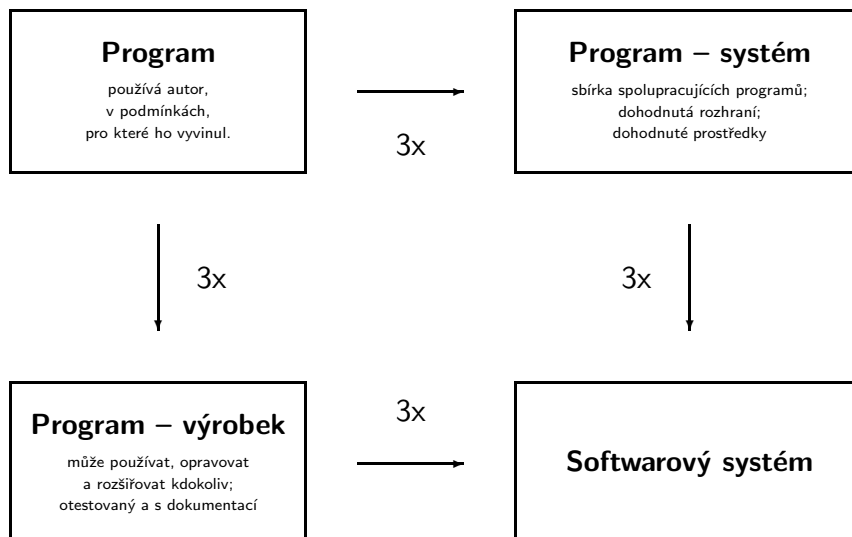 Program
používá autor,
v podmínkách,
pro které ho vyvinul.
3x
Program – systém
sbírka spolupracujících programů;
dohodnutá rozhraní;
dohodnuté prostředky
3x
3x
Program – výrobek
může používat, opravovat
a rozšiřovat kdokoliv;
otestovaný a s dokumentací
3x
Softwarový systém